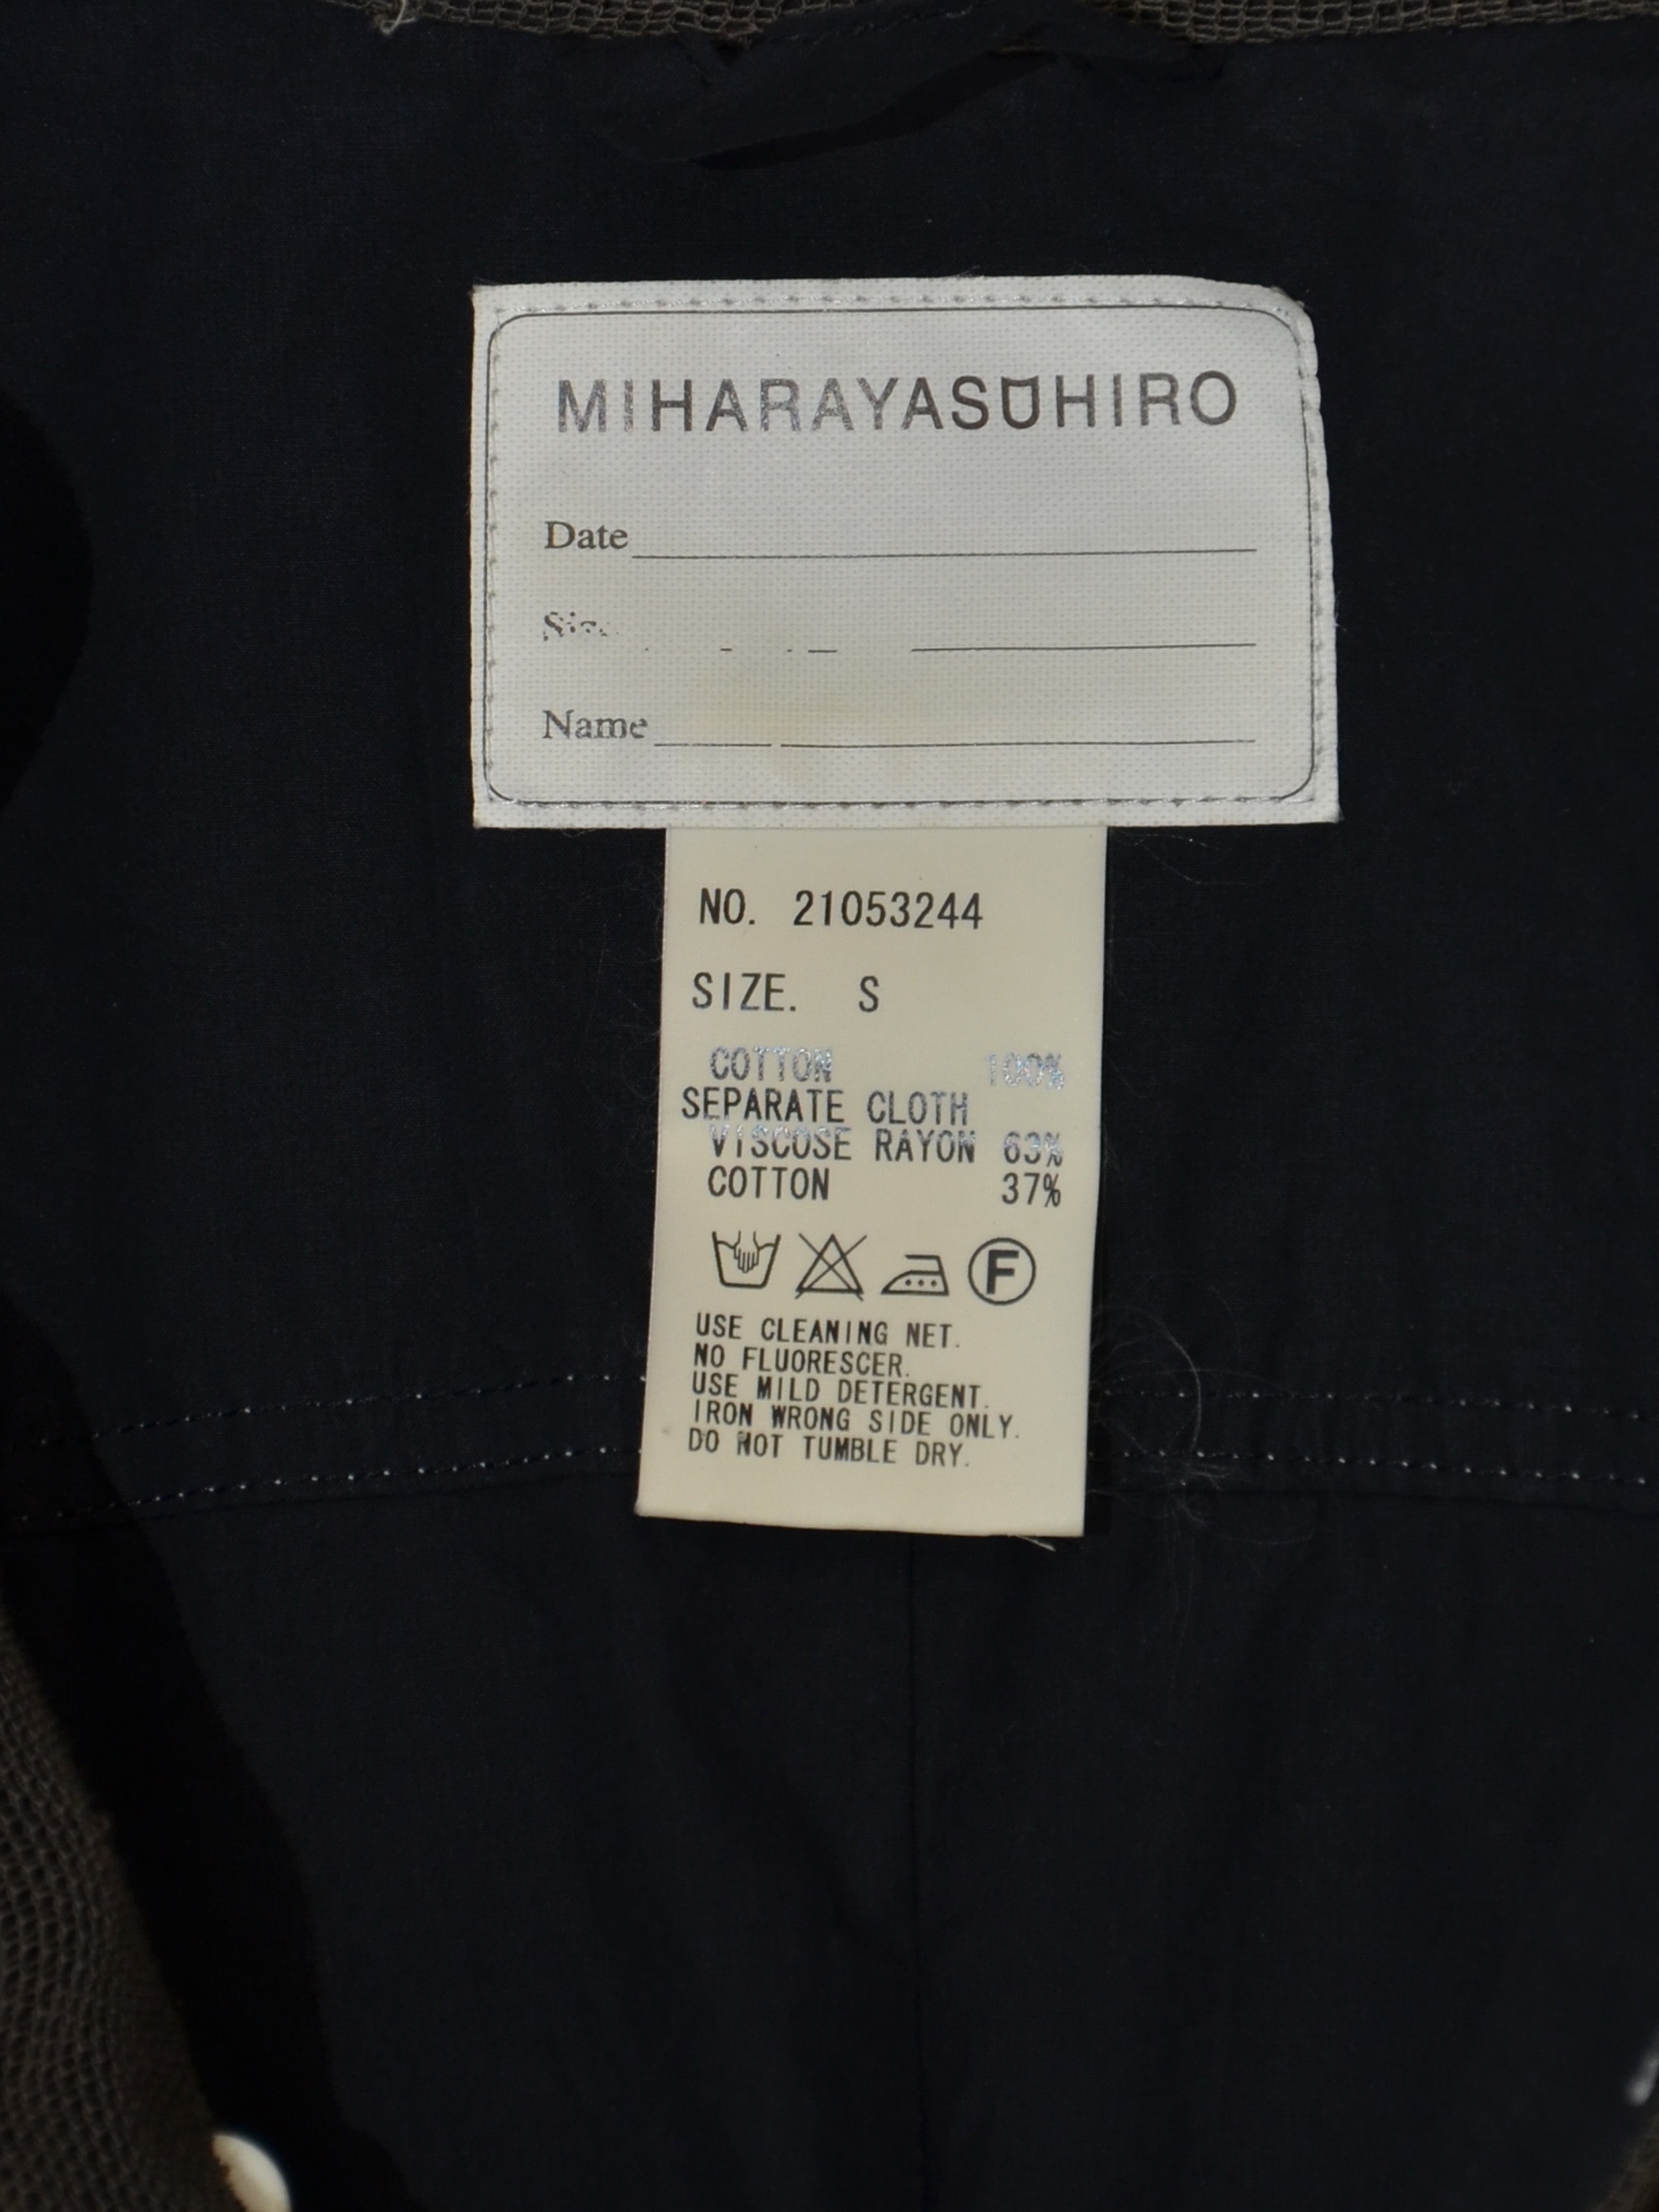 MIHARAYASUHIRO
Date
Size
Name
NO. 21053244
SIZE. S
COTTON 100%
SEPARATE CLOTH
VISCOSE RAYON 63%
COTTON 37%
F
USE CLEANING NET.
NO FLUORESCER.
USE MILD DETERGENT.
IRON WRONG SIDE ONLY.
DO NOT TUMBLE DRY.